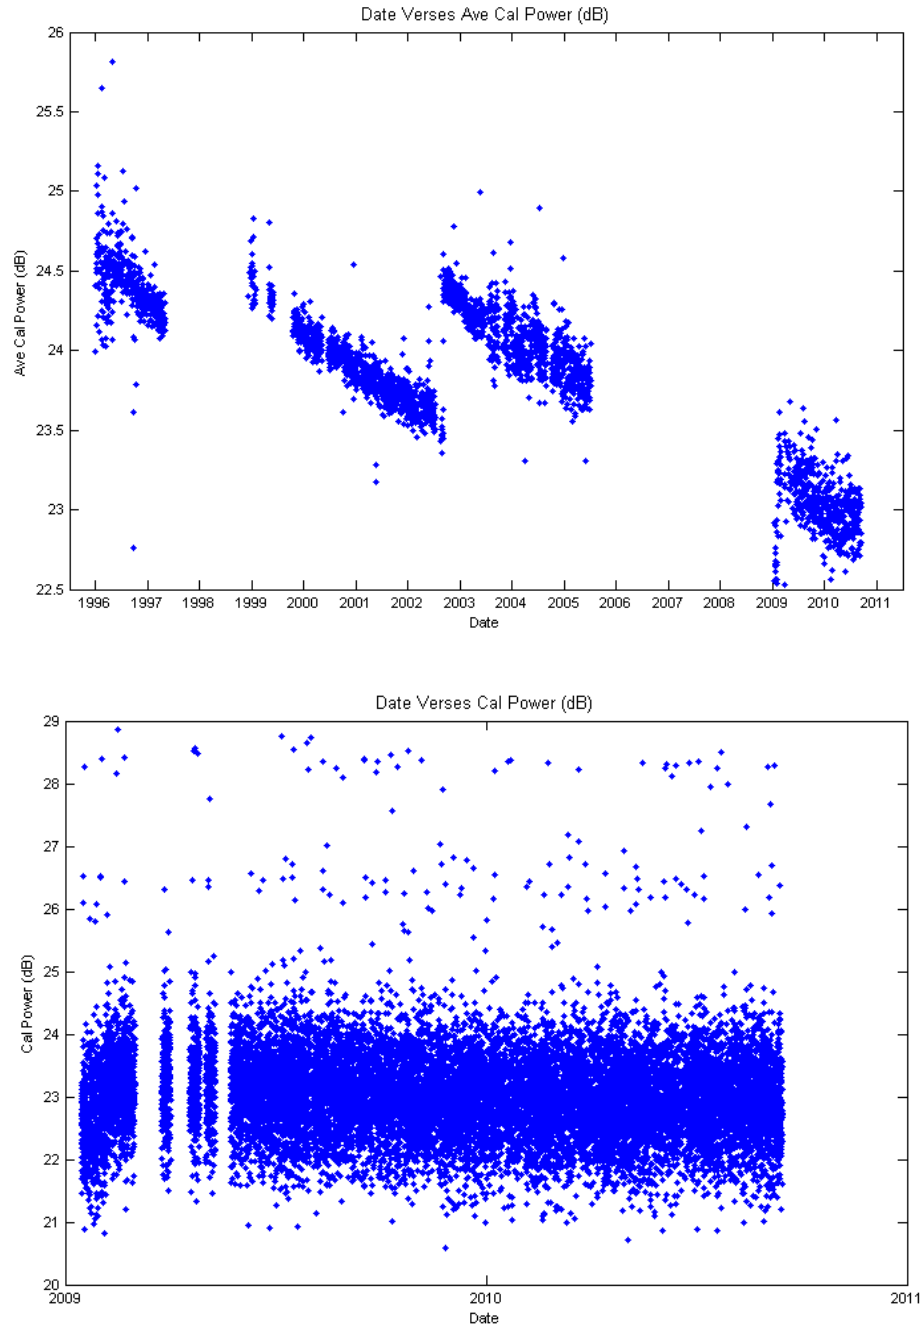 Date Verses Ave Cal Power (dB)
26
25.5
25
24.5
24
23.5
23
22.5
Ave Cal Power (dB)
1996 1997 1998 1999 2000 2001 2002 2003 2004 2005 2006 2007 2008 2009 2010 2011
Date
Date Verses Cal Power (dB)
29
28
27
26
25
24
23
22
21
20
Cal Power (dB)
2009 2010 2011
Date